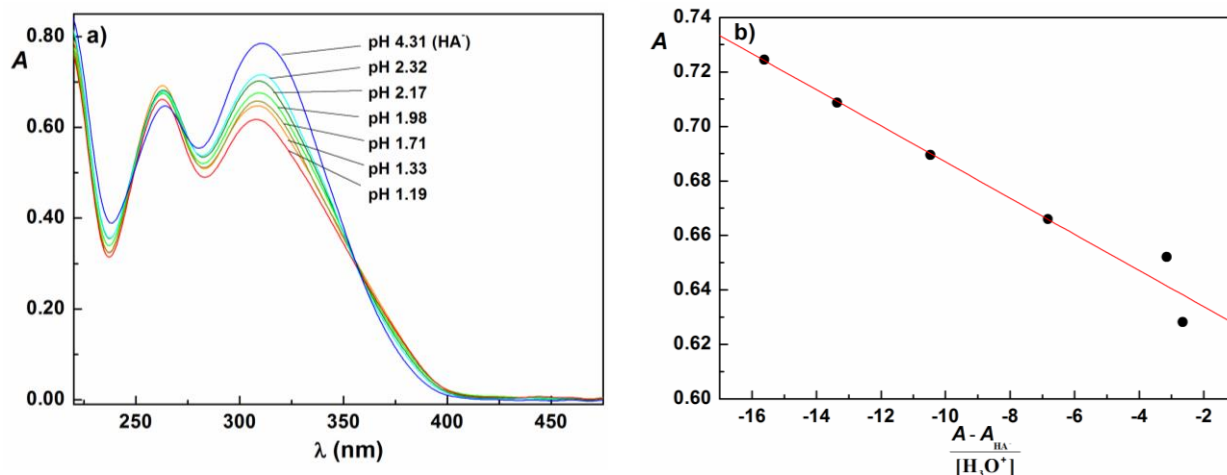 a)
A
0.80
0.60
0.40
0.20
0.00
250
300
350
400
450
λ (nm)
pH 4.31 (HA⁻)
pH 2.32
pH 2.17
pH 1.98
pH 1.71
pH 1.33
pH 1.19
b)
A
0.74
0.72
0.70
0.68
0.66
0.64
0.62
0.60
-16
-14
-12
-10
-8
-6
-4
-2
A - A_HA⁻
[H₃O⁺]